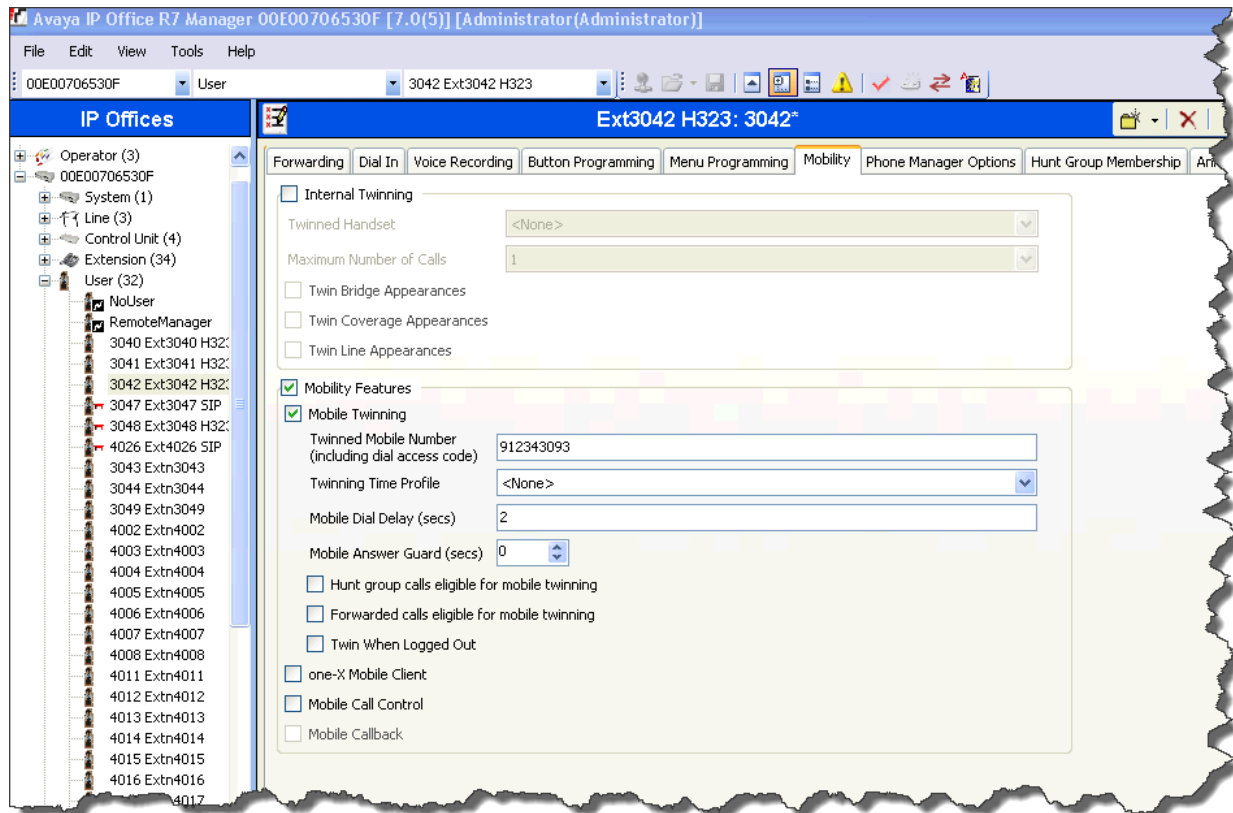 Avaya IP Office R7 Manager 00E00706530F [7.0(5)] [Administrator(Administrator)]
File Edit View Tools Help
00E00706530F User 3042 Ext3042 H323
IP Offices
Ext3042 H323: 3042*
Operator (3)
00E00706530F
System (1)
Line (3)
Control Unit (4)
Extension (34)
User (32)
NoUser
RemoteManager
3040 Ext3040 H323
3041 Ext3041 H323
3042 Ext3042 H323
3047 Ext3047 SIP
3048 Ext3048 H323
4026 Ext4026 SIP
3043 Extn3043
3044 Extn3044
3049 Extn3049
4002 Extn4002
4003 Extn4003
4004 Extn4004
4005 Extn4005
4006 Extn4006
4007 Extn4007
4008 Extn4008
4011 Extn4011
4012 Extn4012
4013 Extn4013
4014 Extn4014
4015 Extn4015
4016 Extn4016
4017
Forwarding Dial In Voice Recording Button Programming Menu Programming Mobility Phone Manager Options Hunt Group Membership
Internal Twinning
Twinned Handset <None>
Maximum Number of Calls 1
Twin Bridge Appearances
Twin Coverage Appearances
Twin Line Appearances
Mobility Features
Mobile Twinning
Twinned Mobile Number
(including dial access code) 912343093
Twinning Time Profile <None>
Mobile Dial Delay (secs) 2
Mobile Answer Guard (secs) 0
Hunt group calls eligible for mobile twinning
Forwarded calls eligible for mobile twinning
Twin When Logged Out
one-X Mobile Client
Mobile Call Control
Mobile Callback